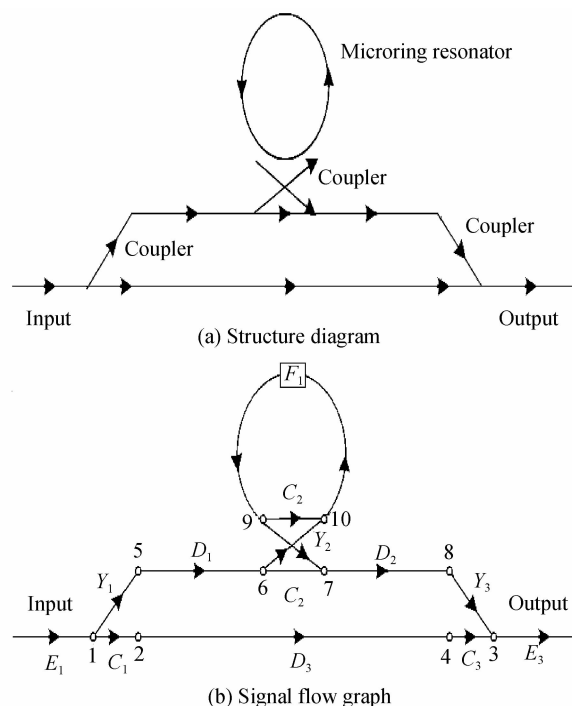 Microring resonator
Coupler
Coupler
Coupler
Input
Output
(a) Structure diagram
F₁
C₂
9
10
Y₂
5
D₁
6
C₂
7
D₂
8
Y₁
Y₃
Input
Output
E₁
1
C₁
2
D₃
4
C₃
3
E₃
(b) Signal flow graph